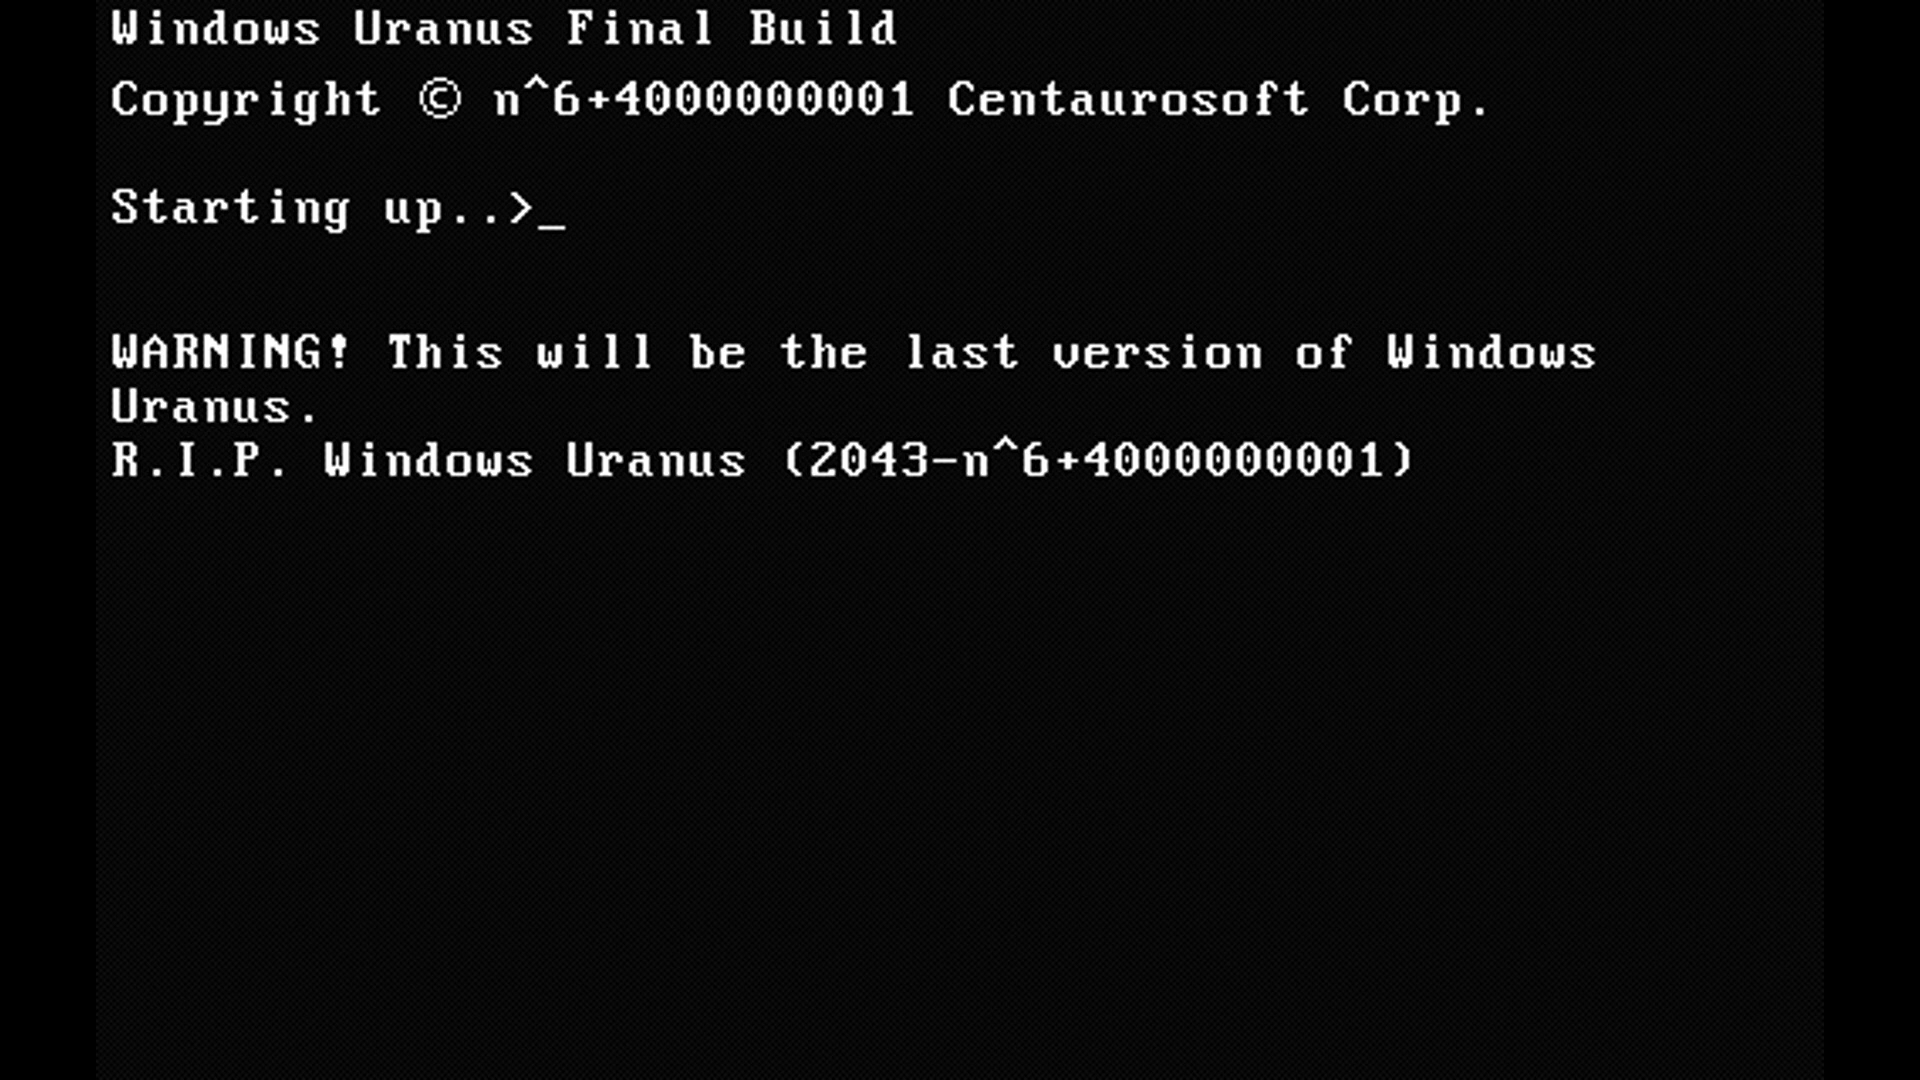 Windows Uranus Final Build
Copyright © n^6+4000000001 Centaurosoft Corp.
Starting up..>_
WARNING! This will be the last version of Windows
Uranus.
R.I.P. Windows Uranus (2043-n^6+4000000001)